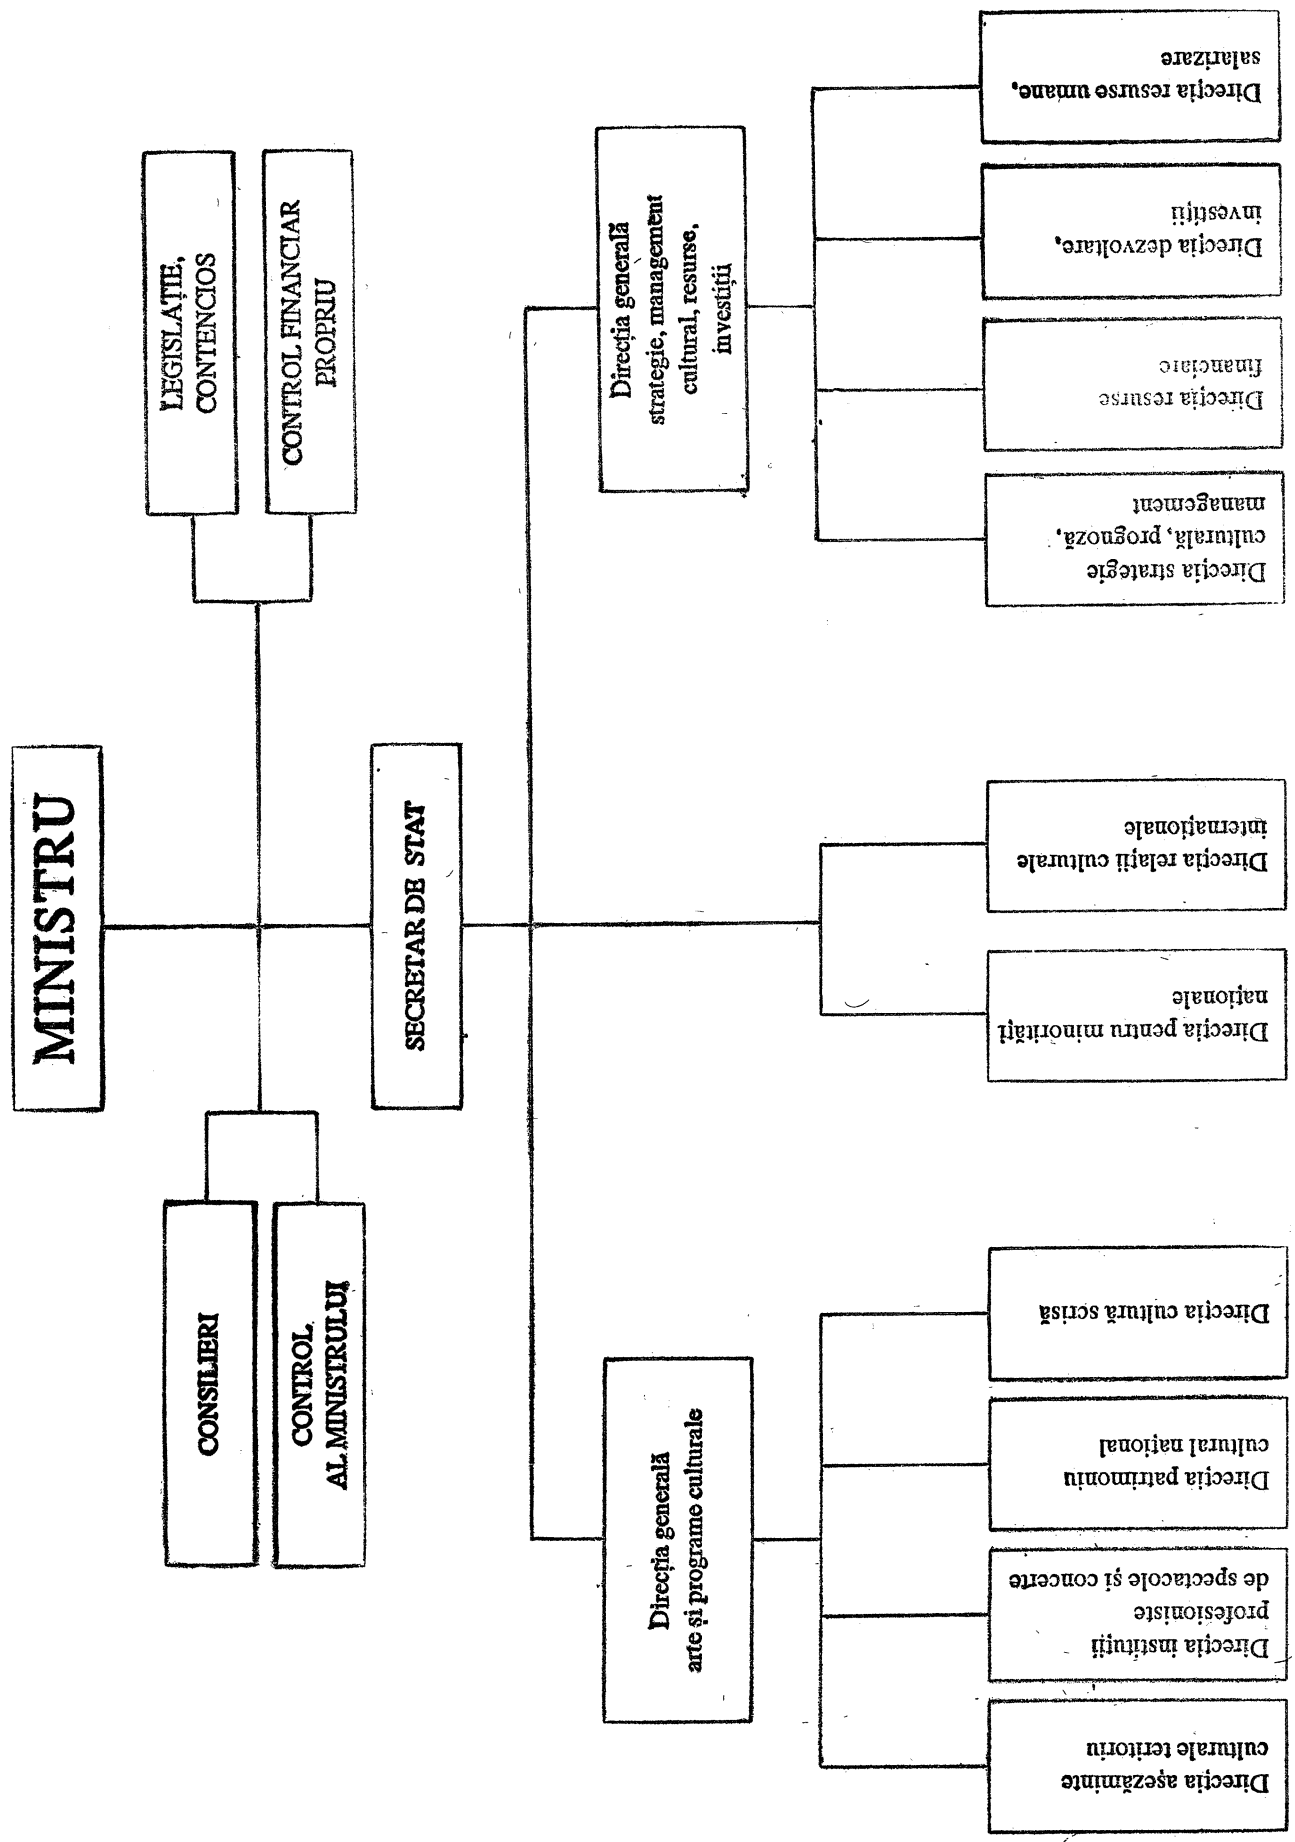 MINISTRU
CONSILIERI
CONTROL
AL MINISTRULUI
LEGISLAȚIE,
CONTENCIOS
CONTROL FINANCIAR
PROPRIU
SECRETAR DE STAT
Direcția generală
arte și programe culturale
Direcția generală
strategie, management
cultural, resurse,
investiții
Direcția așezăminte
culturale teritoriu
Direcția instituții
profesioniste
de spectacole și concerte
Direcția patrimoniu
cultural național
Direcția cultură scrisă
Direcția pentru minorități
naționale
Direcția relații culturale
internaționale
Direcția strategie
culturală, prognoză,
management
Direcția resurse
financiare
Direcția dezvoltare,
investiții
Direcția resurse umane,
salarizare